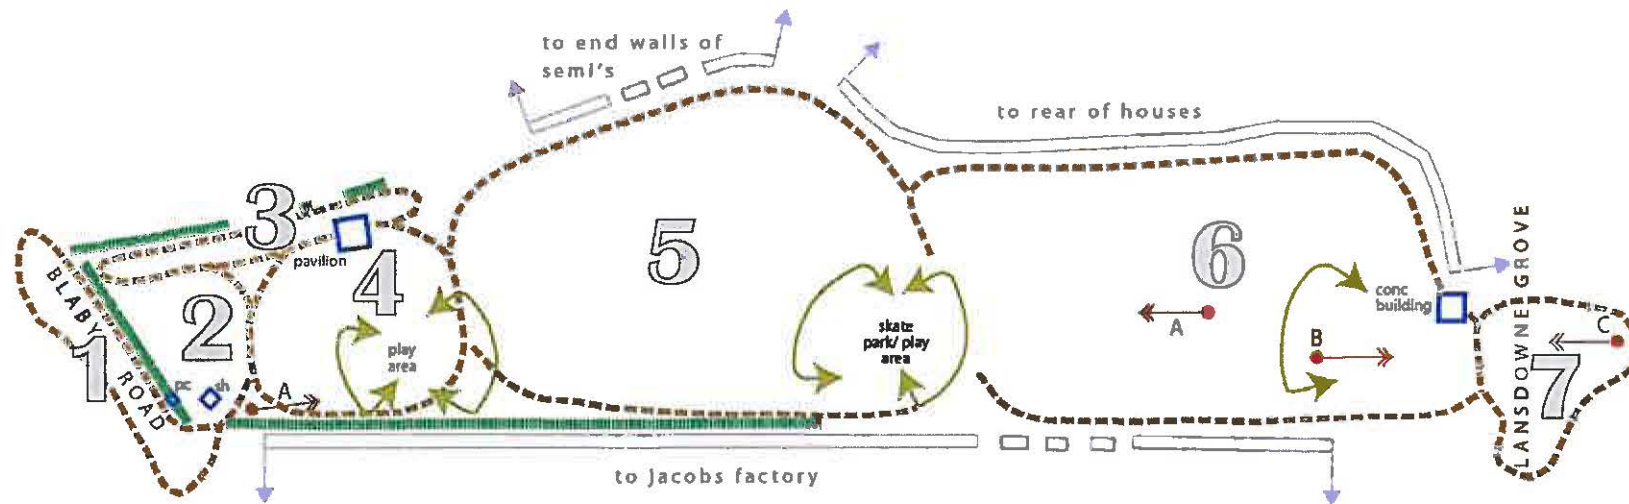 to end walls of
semi's
to rear of houses
3
pavilion
4
5
6
BLABY ROAD
1
2
pc
sh
A
play
area
skate
park/ play
area
A
B
conc
building
LANSDOWNE GROVE
C
7
to Jacobs factory